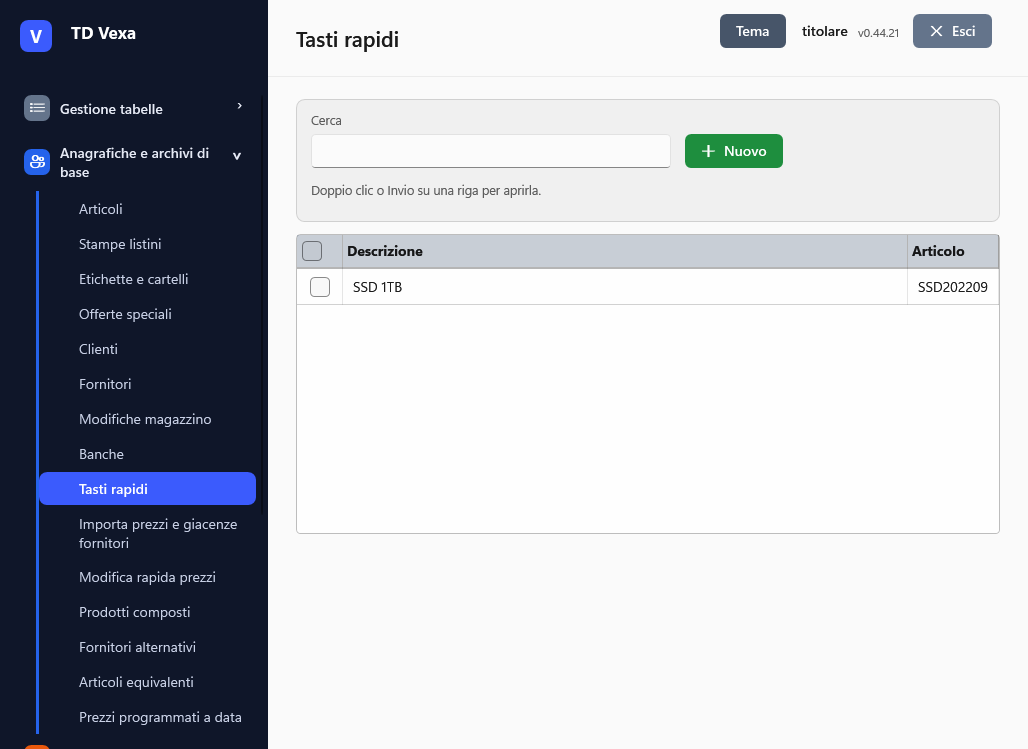 V
TD Vexa
Gestione tabelle
Anagrafiche e archivi di
base
Articoli
Stampe listini
Etichette e cartelli
Offerte speciali
Clienti
Fornitori
Modifiche magazzino
Banche
Tasti rapidi
Importa prezzi e giacenze
fornitori
Modifica rapida prezzi
Prodotti composti
Fornitori alternativi
Articoli equivalenti
Prezzi programmati a data
Tasti rapidi
Tema
titolare
v0.44.21
Esci
Cerca
Nuovo
Doppio clic o Invio su una riga per aprirla.
Descrizione Articolo
SSD 1TB SSD202209